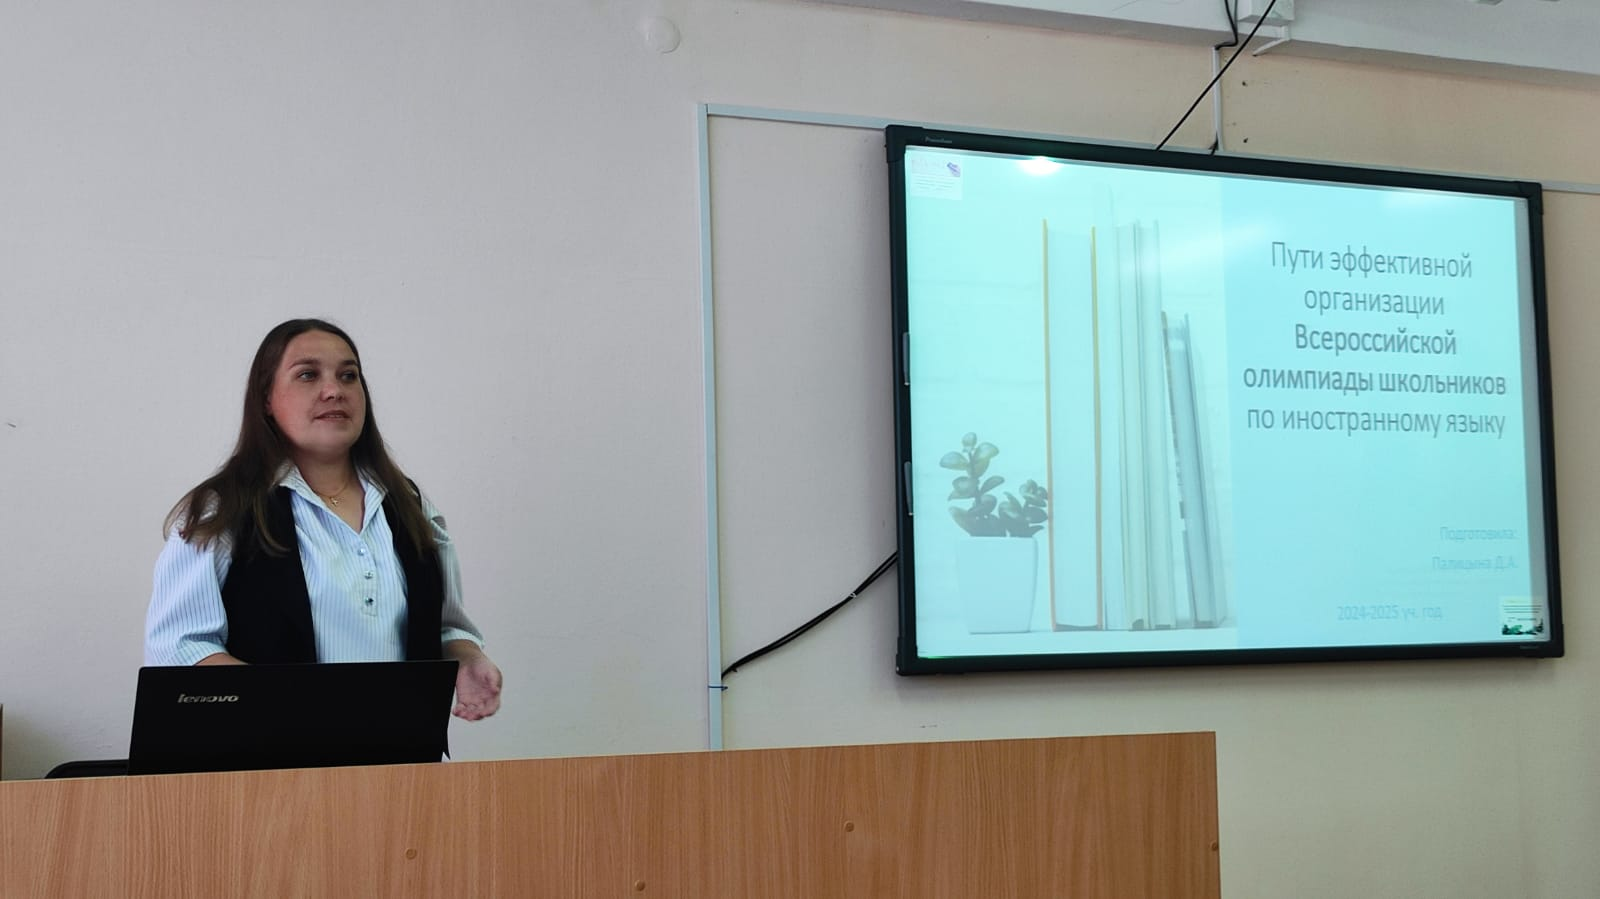 Пути эффективной
организации
Всероссийской
олимпиады школьников
по иностранному языку
Подготовила:
Палицына Д.А.
2024-2025 уч. год
lenovo